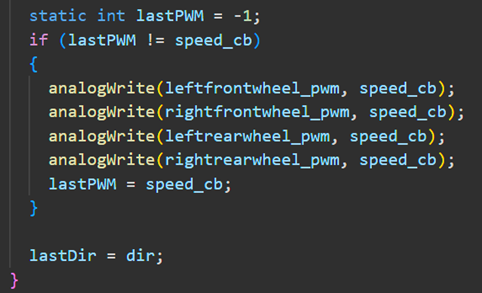 static int lastPWM = -1;
if (lastPWM != speed_cb)
{
analogWrite(leftfrontwheel_pwm, speed_cb);
analogWrite(rightfrontwheel_pwm, speed_cb);
analogWrite(leftrearwheel_pwm, speed_cb);
analogWrite(rightrearwheel_pwm, speed_cb);
lastPWM = speed_cb;
}
lastDir = dir;
}